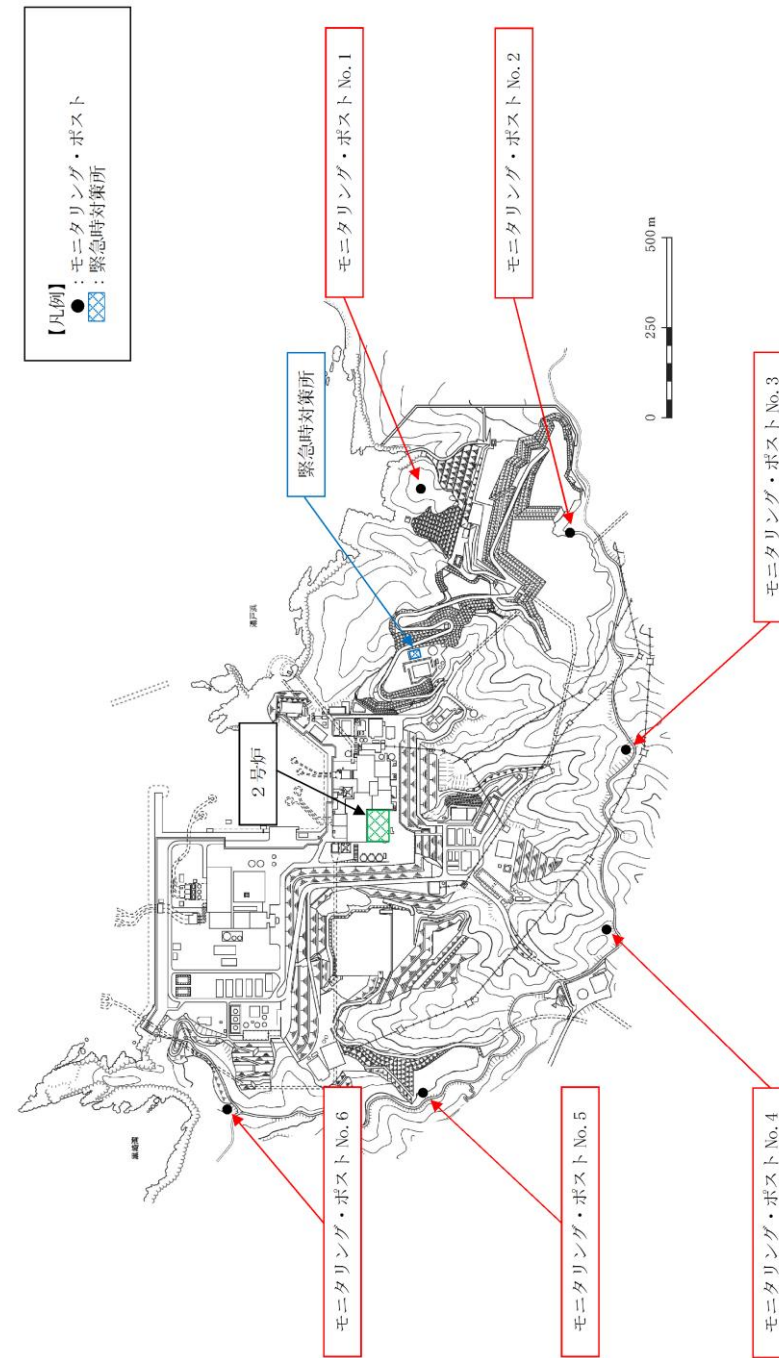 【凡例】
●：モニタリング・ポスト
：緊急時対策所
モニタリング・ポスト No.1
モニタリング・ポスト No.2
緊急時対策所
2号炉
0
250
500 m
モニタリング・ポスト No.3
モニタリング・ポスト No.6
モニタリング・ポスト No.5
モニタリング・ポスト No.4